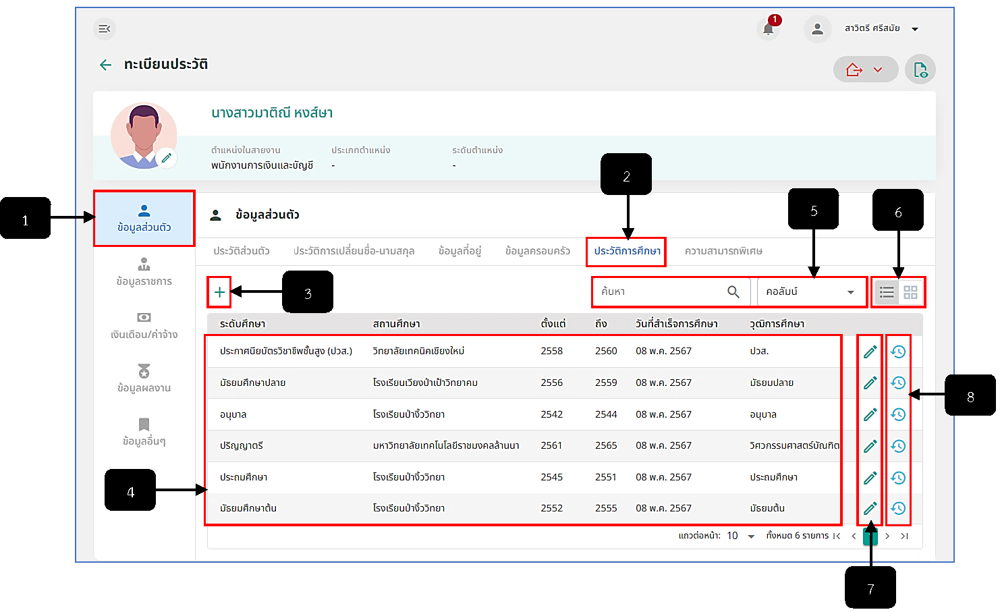 1
สาวิตรี ศรีสมัย
ทะเบียนประวัติ
นางสาวมาติณี หงส์ษา
ตำแหน่งในสายงาน ประเภทตำแหน่ง ระดับตำแหน่ง
พนักงานการเงินและบัญชี - -
2
1
5
6
ข้อมูลส่วนตัว
ข้อมูลส่วนตัว
ประวัติส่วนตัว ประวัติการเปลี่ยนชื่อ-นามสกุล ข้อมูลที่อยู่ ข้อมูลครอบครัว ประวัติการศึกษา ความสามารถพิเศษ
ข้อมูลราชการ
3
ค้นหา คอลัมน์
ระดับศึกษา สถานศึกษา ตั้งแต่ ถึง วันที่สำเร็จการศึกษา วุฒิการศึกษา
เงินเดือน/ค่าจ้าง
ประกาศนียบัตรวิชาชีพชั้นสูง (ปวส.) วิทยาลัยเทคนิคเชียงใหม่ 2558 2560 08 พ.ค. 2567 ปวส.
มัธยมศึกษาปลาย โรงเรียนเวียงป่าเป้าวิทยาคม 2556 2559 08 พ.ค. 2567 มัธยมปลาย
ข้อมูลผลงาน
8
อนุบาล โรงเรียนป่างิ้ววิทยา 2542 2544 08 พ.ค. 2567 อนุบาล
ข้อมูลอื่นๆ
ปริญญาตรี มหาวิทยาลัยเทคโนโลยีราชมงคลล้านนา 2561 2565 08 พ.ค. 2567 วิศวกรรมศาสตร์บัณฑิต
ประถมศึกษา โรงเรียนป่างิ้ววิทยา 2545 2551 08 พ.ค. 2567 ประถมศึกษา
4
มัธยมศึกษาต้น โรงเรียนป่างิ้ววิทยา 2552 2555 08 พ.ค. 2567 มัธยมต้น
แถวต่อหน้า: 10 ทั้งหมด 6 รายการ
7